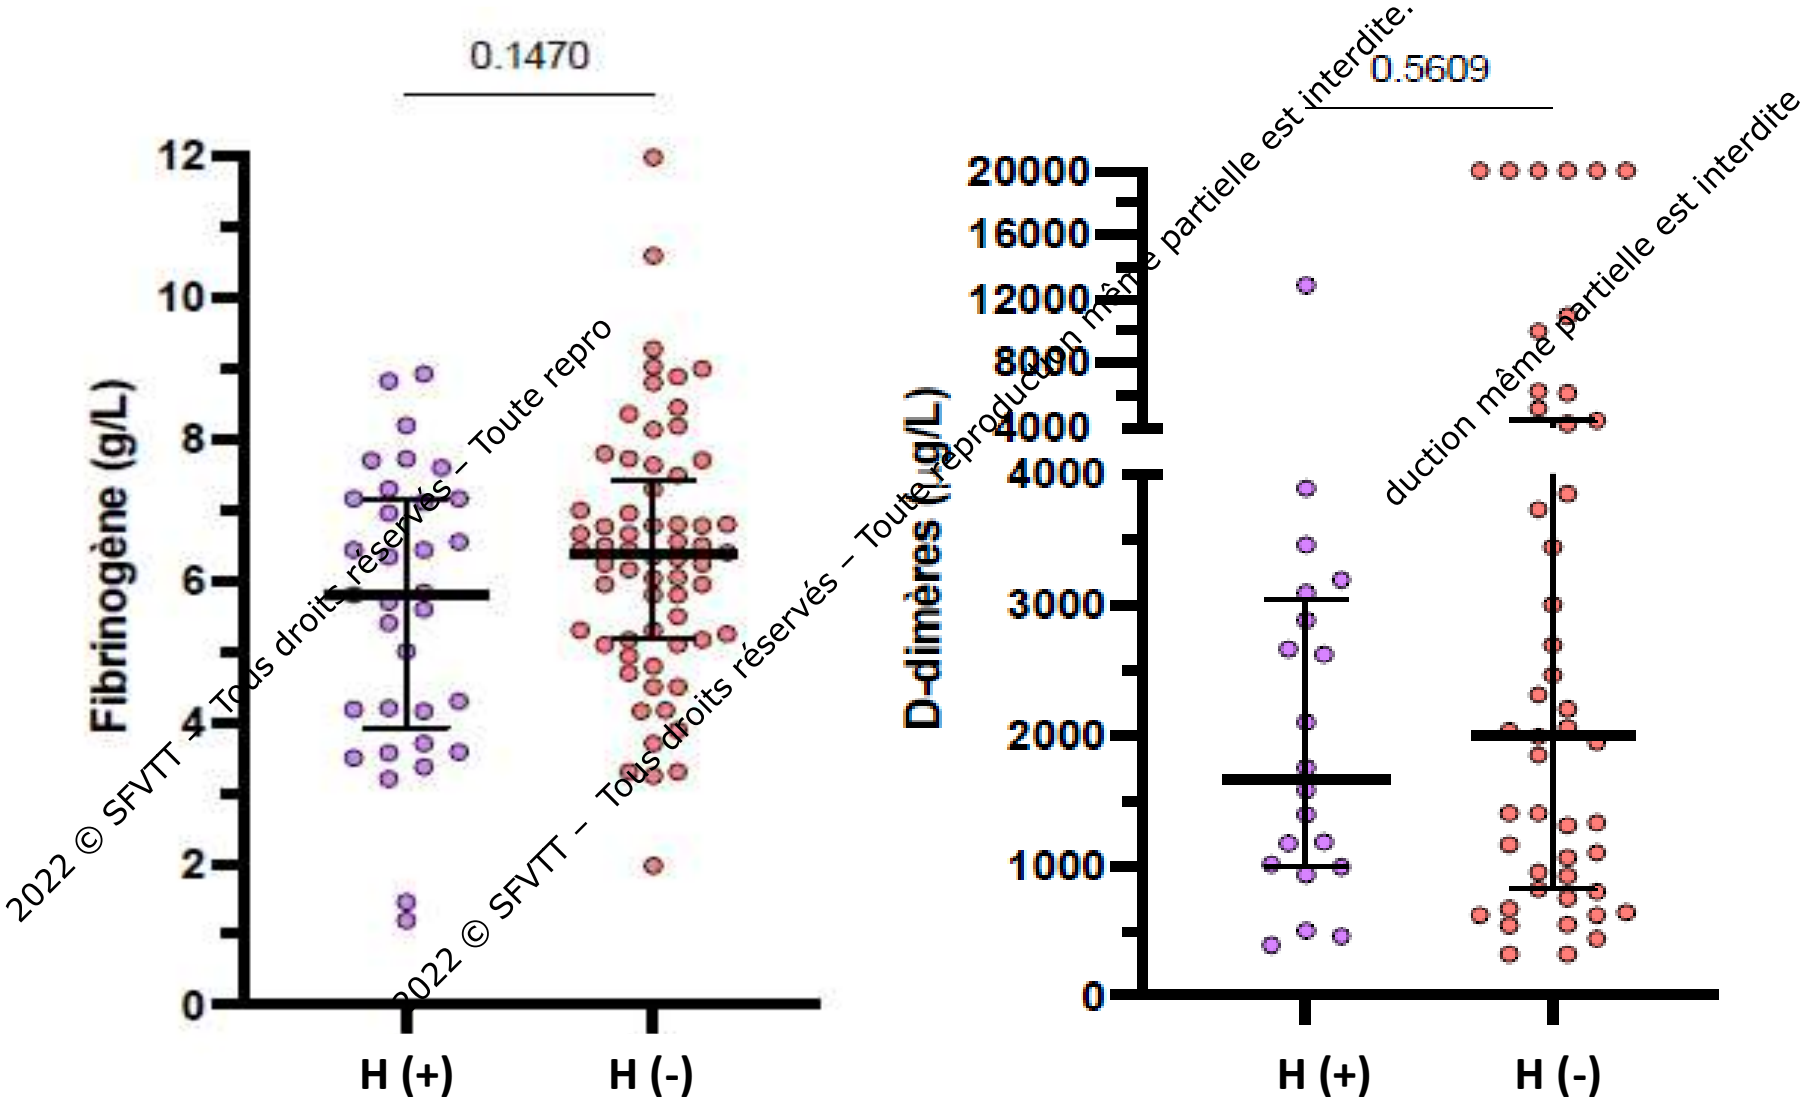 0.1470
12
10
8
6
4
2
0
Fibrinogène (g/L)
H (+)
H (-)
0.5609
20000
16000
12000
8000
4000
4000
3000
2000
1000
0
D-dimères (µg/L)
H (+)
H (-)
2022 © SFVTT – Tous droits réservés – Toute repro
duction même partielle est interdite
2022 © SFVTT – Tous droits réservés – Toute reproduction même partielle est interdite.